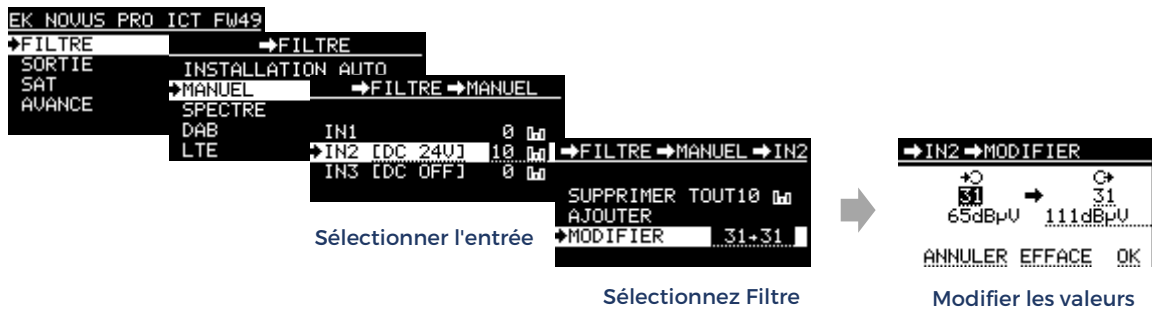 EK NOVUS PRO ICT FW49
➔FILTRE
SORTIE
SAT
AVANCE
➔FILTRE
INSTALLATION AUTO
➔MANUEL
SPECTRE
DAB
LTE
➔FILTRE ➔MANUEL
IN1 0
➔IN2 [DC 24V] 10
IN3 [DC OFF] 0
Sélectionner l'entrée
➔FILTRE ➔MANUEL ➔IN2
SUPPRIMER TOUT10
AJOUTER
➔MODIFIER 31→31
Sélectionnez Filtre
➔IN2 ➔MODIFIER
31 ➔ 31
65dBµV 111dBµV
ANNULER EFFACE OK
Modifier les valeurs